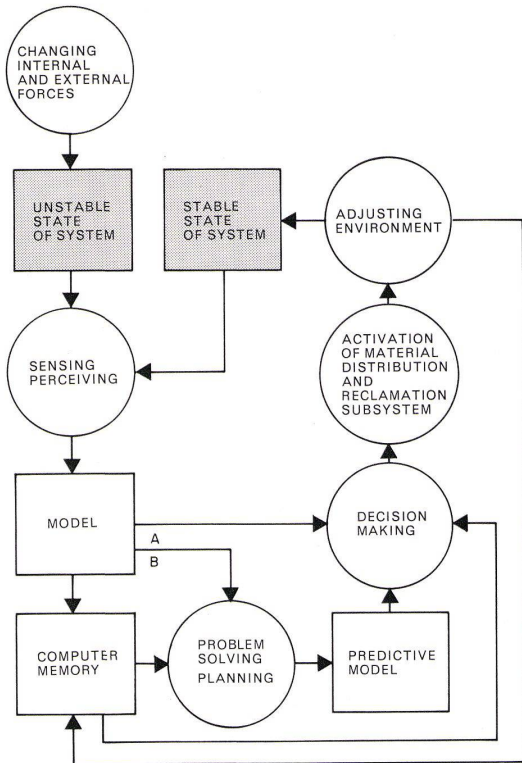 CHANGING
INTERNAL
AND EXTERNAL
FORCES
UNSTABLE
STATE
OF SYSTEM
STABLE
STATE
OF SYSTEM
ADJUSTING
ENVIRONMENT
SENSING
PERCEIVING
ACTIVATION
OF MATERIAL
DISTRIBUTION
AND
RECLAMATION
SUBSYSTEM
MODEL
A
B
DECISION
MAKING
COMPUTER
MEMORY
PROBLEM
SOLVING
PLANNING
PREDICTIVE
MODEL